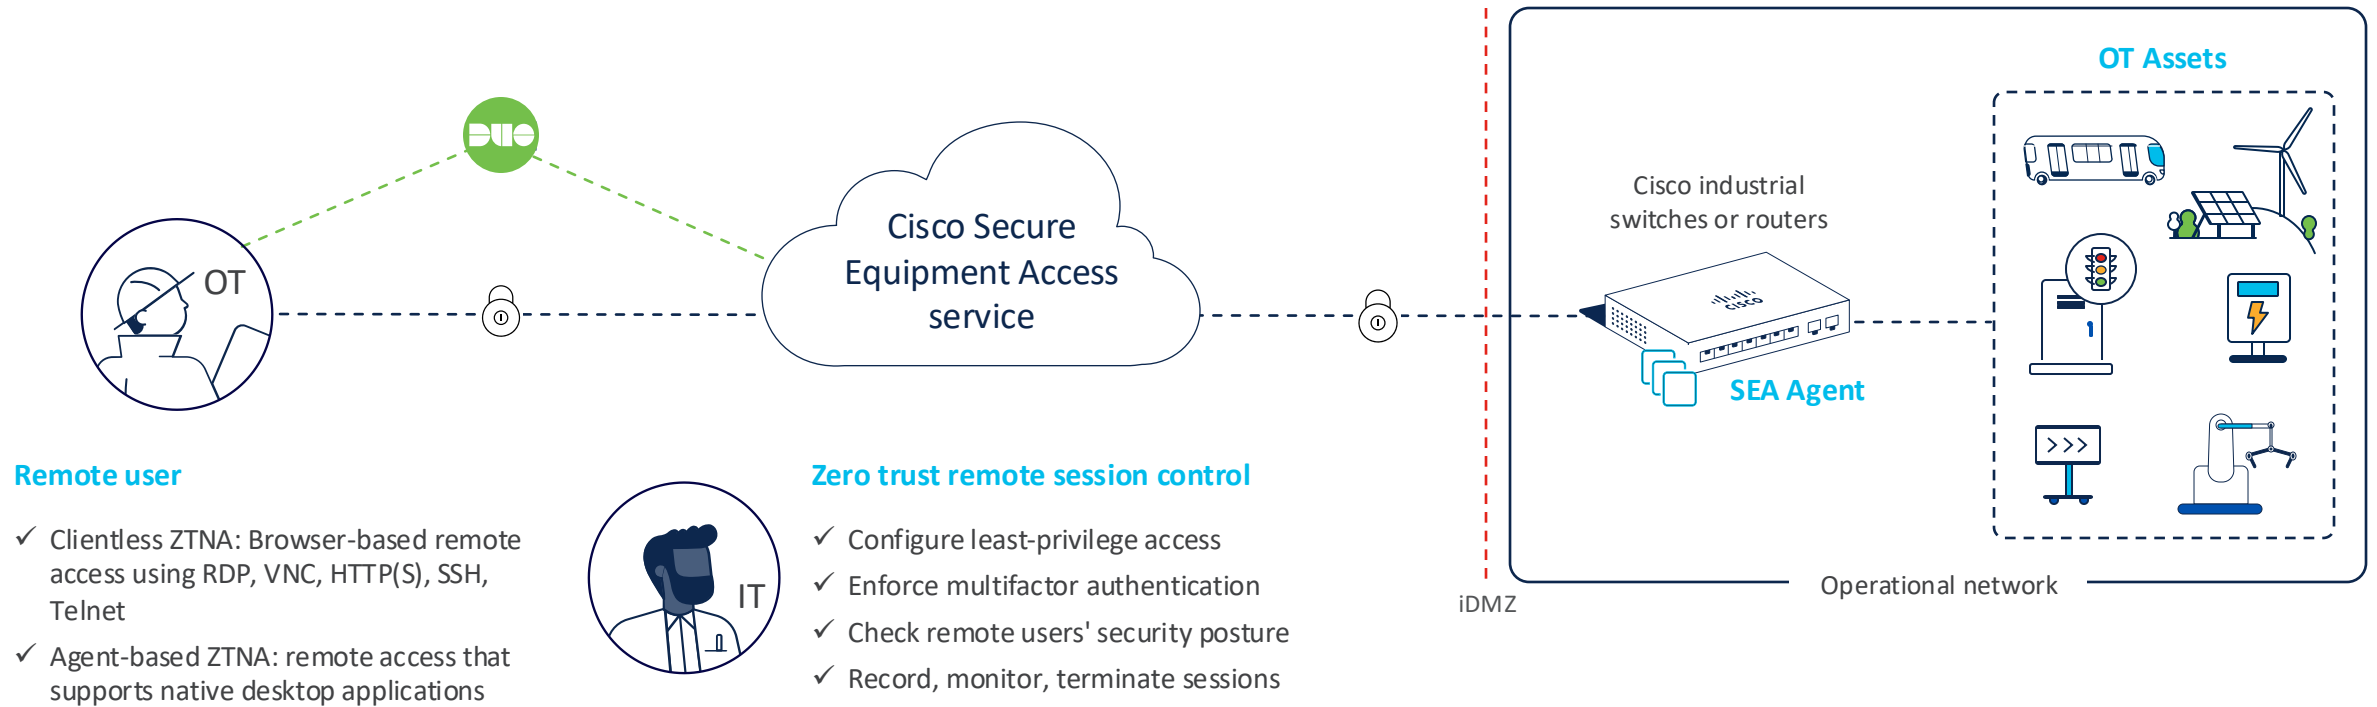 DUO
OT
Cisco Secure
Equipment Access
service
OT Assets
Cisco industrial
switches or routers
CISCO
SEA Agent
Operational network
iDMZ
Remote user
✓ Clientless ZTNA: Browser-based remote
access using RDP, VNC, HTTP(S), SSH,
Telnet
✓ Agent-based ZTNA: remote access that
supports native desktop applications
IT
Zero trust remote session control
✓ Configure least-privilege access
✓ Enforce multifactor authentication
✓ Check remote users' security posture
✓ Record, monitor, terminate sessions
>>>